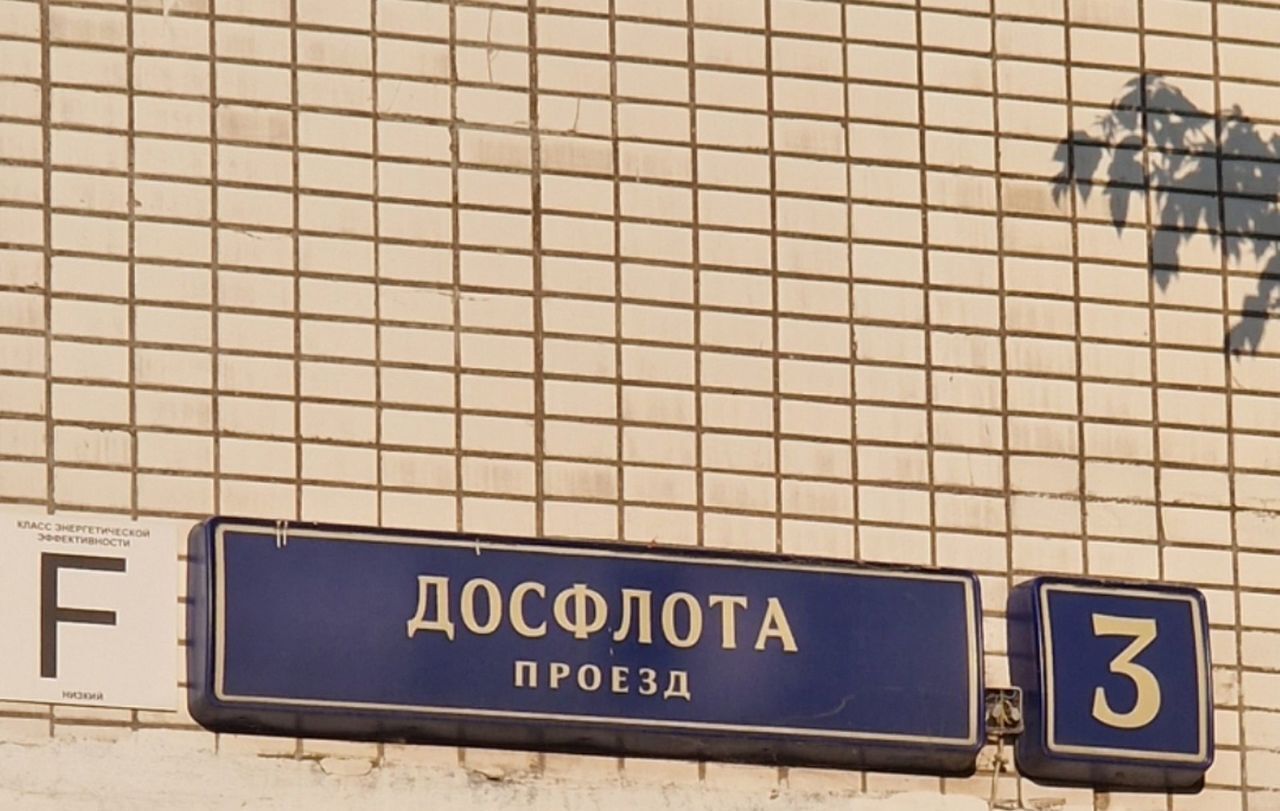 КЛАСС ЭНЕРГЕТИЧЕСКОЙ
ЭФФЕКТИВНОСТИ
F
НИЗКИЙ
ДОСФЛОТА
ПРОЕЗД
3